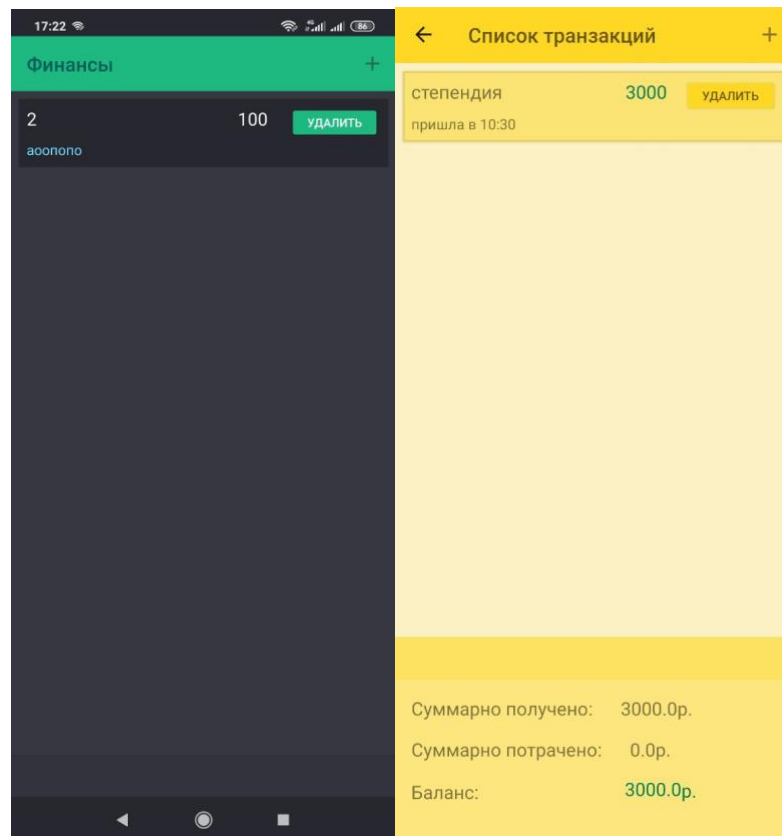 17:22
86
Финансы +
2 100 УДАЛИТЬ
аоопопо
Список транзакций +
степендия 3000 УДАЛИТЬ
пришла в 10:30
Суммарно получено: 3000.0р.
Суммарно потрачено: 0.0р.
Баланс: 3000.0р.